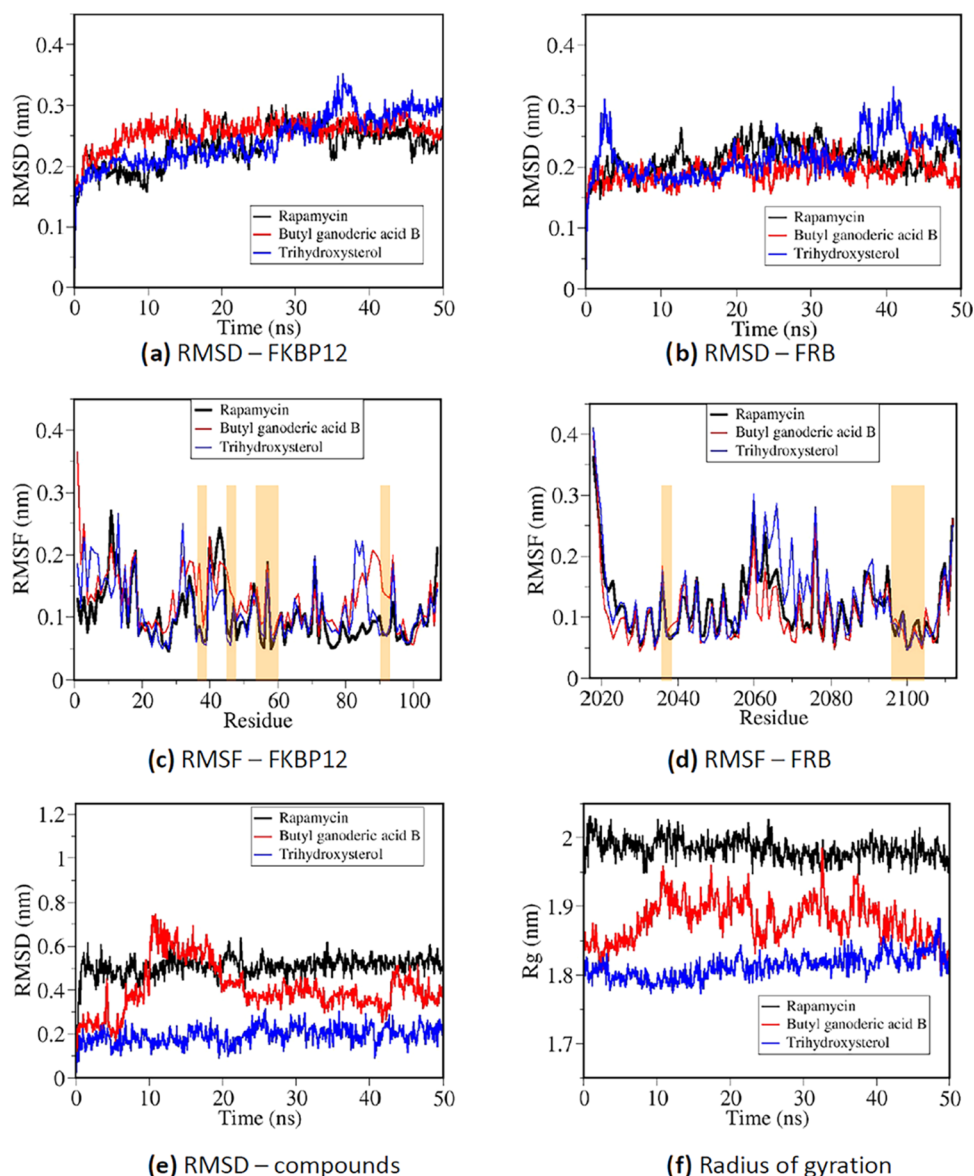 0.4
0.3
0.2
0.1
0
RMSD (nm)
Rapamycin
Butyl ganoderic acid B
Trihydroxysterol
0 10 20 30 40 50
Time (ns)
(a) RMSD – FKBP12
0.4
0.3
0.2
0.1
0
RMSD (nm)
Rapamycin
Butyl ganoderic acid B
Trihydroxysterol
0 10 20 30 40 50
Time (ns)
(b) RMSD – FRB
Rapamycin
Butyl ganoderic acid B
Trihydroxysterol
0.4
0.3
0.2
0.1
0
RMSF (nm)
0 20 40 60 80 100
Residue
(c) RMSF – FKBP12
Rapamycin
Butyl ganoderic acid B
Trihydroxysterol
0.4
0.3
0.2
0.1
0
RMSF (nm)
2020 2040 2060 2080 2100
Residue
(d) RMSF – FRB
Rapamycin
Butyl ganoderic acid B
Trihydroxysterol
1.2
1
0.8
0.6
0.4
0.2
0
RMSD (nm)
0 10 20 30 40 50
Time (ns)
(e) RMSD – compounds
2
1.9
1.8
1.7
Rg (nm)
Rapamycin
Butyl ganoderic acid B
Trihydroxysterol
0 10 20 30 40 50
Time (ns)
(f) Radius of gyration